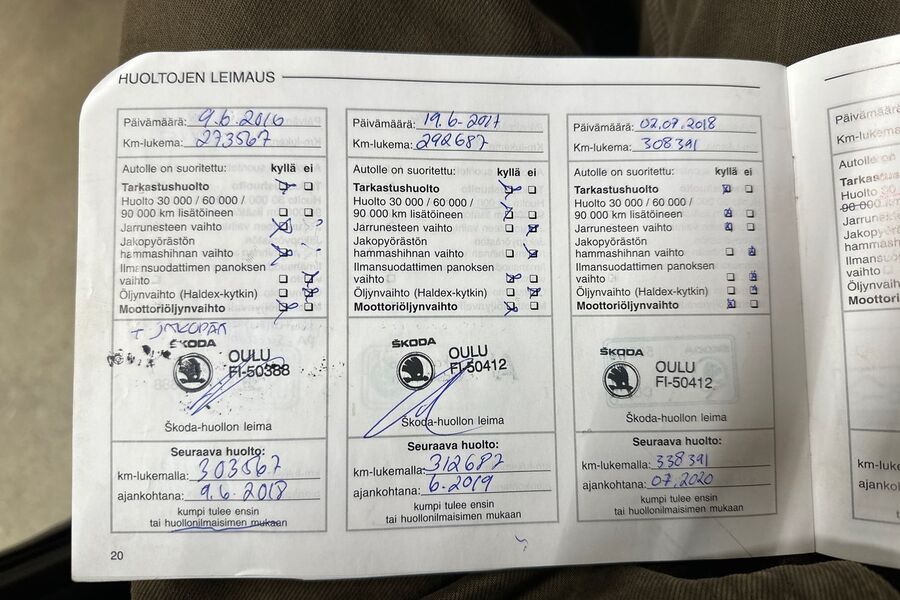 HUOLTOJEN LEIMAUS
Päivämäärä: 9.6.2016
Km-lukema: 273567
Autolle on suoritettu: kyllä ei
Tarkastushuolto
Huolto 30 000 / 60 000 /
90 000 km lisätöineen
Jarrunesteen vaihto
Jakopyörästön
hammashihnan vaihto
Ilmansuodattimen panoksen
vaihto
Öljynvaihto (Haldex-kytkin)
Moottoriöljynvaihto
+ JAKOPÄÄ
ŠKODA
OULU
FI-50388
Škoda-huollon leima
Seuraava huolto:
km-lukemalla: 303567
ajankohtana: 9.6.2018
kumpi tulee ensin
tai huollonilmaisimen mukaan
20
Päivämäärä: 19.6-2017
Km-lukema: 292687
Autolle on suoritettu: kyllä ei
Tarkastushuolto
Huolto 30 000 / 60 000 /
90 000 km lisätöineen
Jarrunesteen vaihto
Jakopyörästön
hammashihnan vaihto
Ilmansuodattimen panoksen
vaihto
Öljynvaihto (Haldex-kytkin)
Moottoriöljynvaihto
ŠKODA
OULU
FI-50412
Škoda-huollon leima
Seuraava huolto:
km-lukemalla: 312687
ajankohtana: 6.2019
kumpi tulee ensin
tai huollonilmaisimen mukaan
Päivämäärä: 02.07.2018
Km-lukema: 308391
Autolle on suoritettu: kyllä ei
Tarkastushuolto
Huolto 30 000 / 60 000 /
90 000 km lisätöineen
Jarrunesteen vaihto
Jakopyörästön
hammashihnan vaihto
Ilmansuodattimen panoksen
vaihto
Öljynvaihto (Haldex-kytkin)
Moottoriöljynvaihto
ŠKODA
OULU
FI-50412
Škoda-huollon leima
Seuraava huolto:
km-lukemalla: 338391
ajankohtana: 07.2020
kumpi tulee ensin
tai huollonilmaisimen mukaan